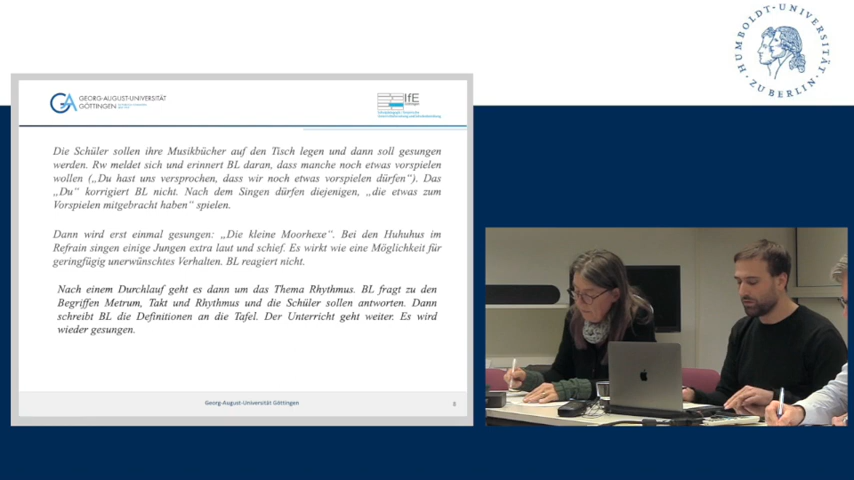 HUMBOLDT-UNIVERSITÄT
ZU BERLIN
GEORG-AUGUST-UNIVERSITÄT
GÖTTINGEN
IfE
Die Schüler sollen ihre Musikbücher auf den Tisch legen und dann soll gesungen
werden. Rw meldet sich und erinnert BL daran, dass manche noch etwas vorspielen
wollen („Du hast uns versprochen, dass wir noch etwas vorspielen dürfen“). Das
„Du“ korrigiert BL nicht. Nach dem Singen dürfen diejenigen, „die etwas zum
Vorspielen mitgebracht haben“ spielen.
Dann wird erst einmal gesungen: „Die kleine Moorhexe“. Bei den Huhuhus im
Refrain singen einige Jungen extra laut und schief. Es wirkt wie eine Möglichkeit für
geringfügig unerwünschtes Verhalten. BL reagiert nicht.
Nach einem Durchlauf geht es dann um das Thema Rhythmus. BL fragt zu den
Begriffen Metrum, Takt und Rhythmus und die Schüler sollen antworten. Dann
schreibt BL die Definitionen an die Tafel. Der Unterricht geht weiter. Es wird
wieder gesungen.
Georg-August-Universität Göttingen